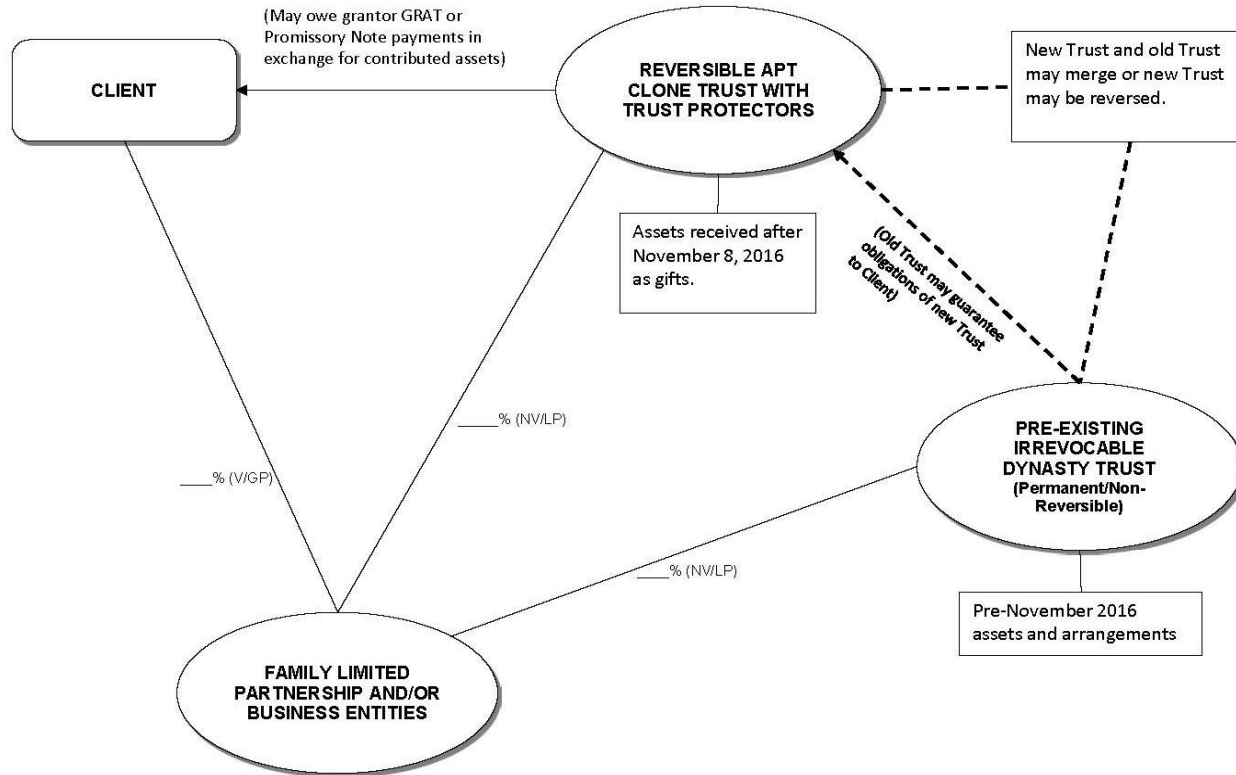 (May owe grantor GRAT or
Promissory Note payments in
exchange for contributed assets)
CLIENT
REVERSIBLE APT
CLONE TRUST WITH
TRUST PROTECTORS
New Trust and old Trust
may merge or new Trust
may be reversed.
Assets received after
November 8, 2016
as gifts.
(Old Trust may guarantee
obligations of new Trust
to Client)
____% (NV/LP)
___% (V/GP)
PRE-EXISTING
IRREVOCABLE
DYNASTY TRUST
(Permanent/Non-
Reversible)
____% (NV/LP)
Pre-November 2016
assets and arrangements
FAMILY LIMITED
PARTNERSHIP AND/OR
BUSINESS ENTITIES